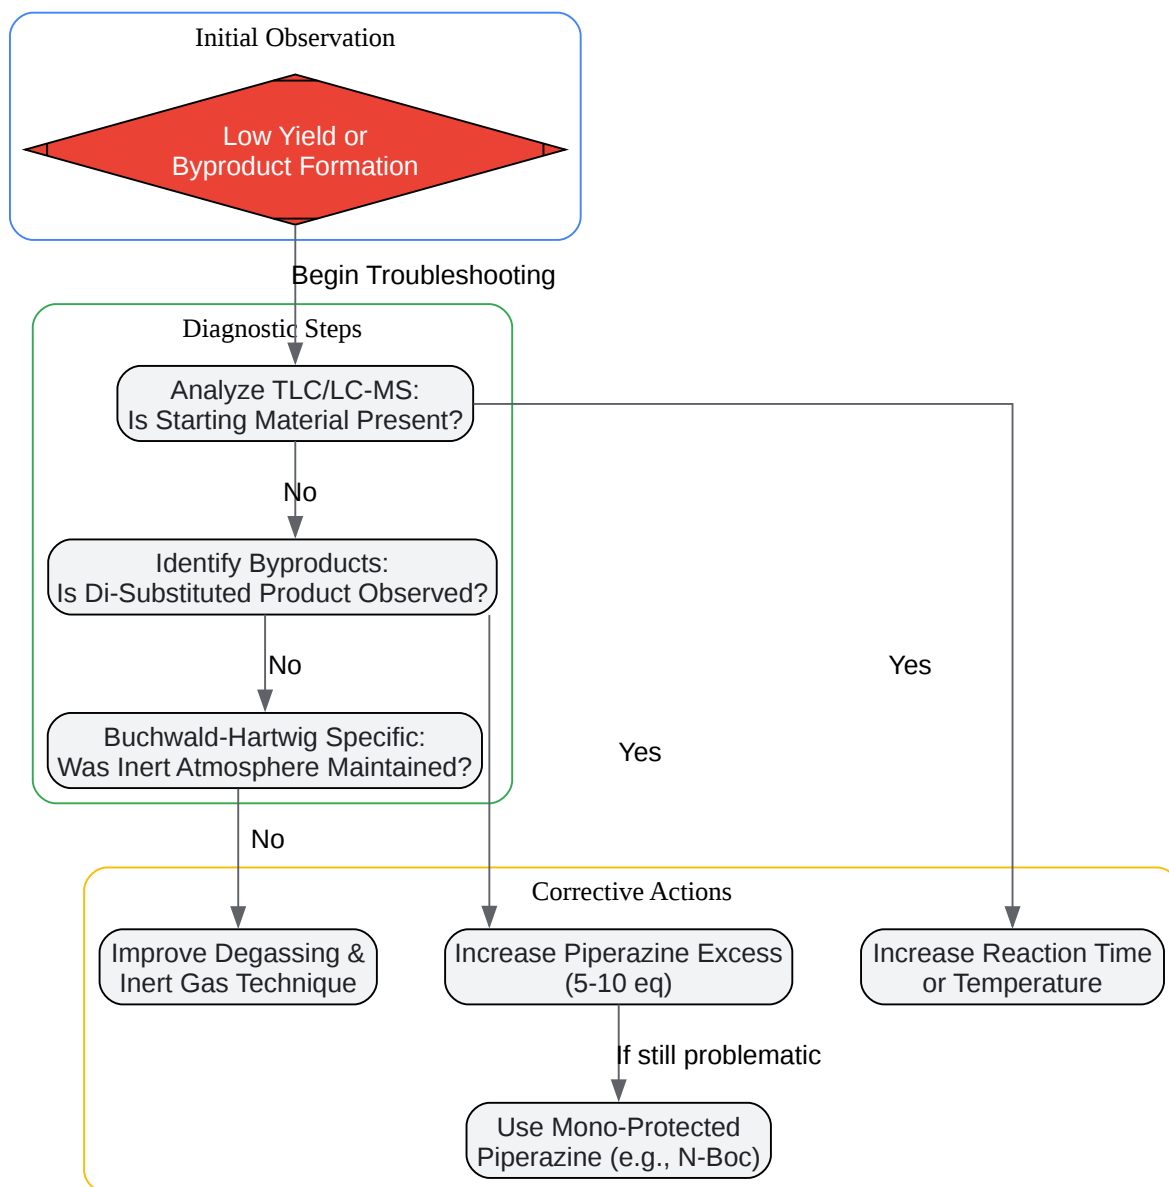 Initial Observation
Low Yield or
Byproduct Formation
Begin Troubleshooting
Diagnostic Steps
Analyze TLC/LC-MS:
Is Starting Material Present?
No
Identify Byproducts:
Is Di-Substituted Product Observed?
No
Yes
Buchwald-Hartwig Specific:
Was Inert Atmosphere Maintained?
Yes
No
Corrective Actions
Improve Degassing &
Inert Gas Technique
Increase Piperazine Excess
(5-10 eq)
Increase Reaction Time
or Temperature
If still problematic
Use Mono-Protected
Piperazine (e.g., N-Boc)